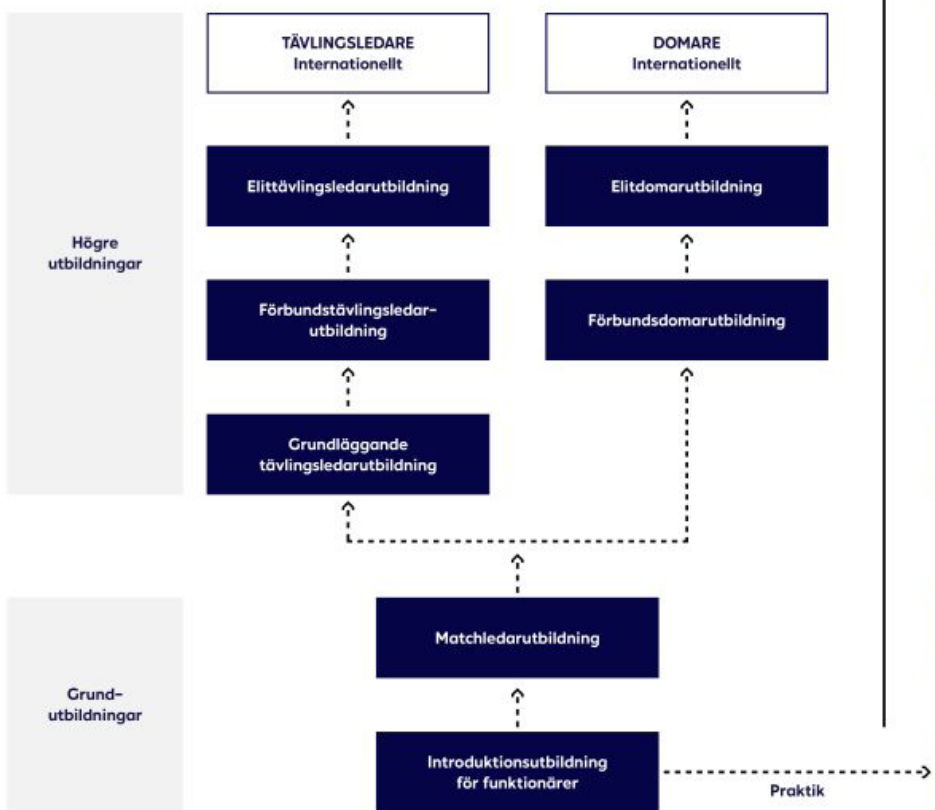 TÄVLINGSLEDARE
Internationellt
DOMARE
Internationellt
Elittävlingsledarutbildning
Elitdomarutbildning
Högre
utbildningar
Förbundstävlingsledar-
utbildning
Förbundsdomarutbildning
Grundläggande
tävlingsledarutbildning
Matchledarutbildning
Grund-
utbildningar
Introduktionsutbildning
för funktionärer
Praktik